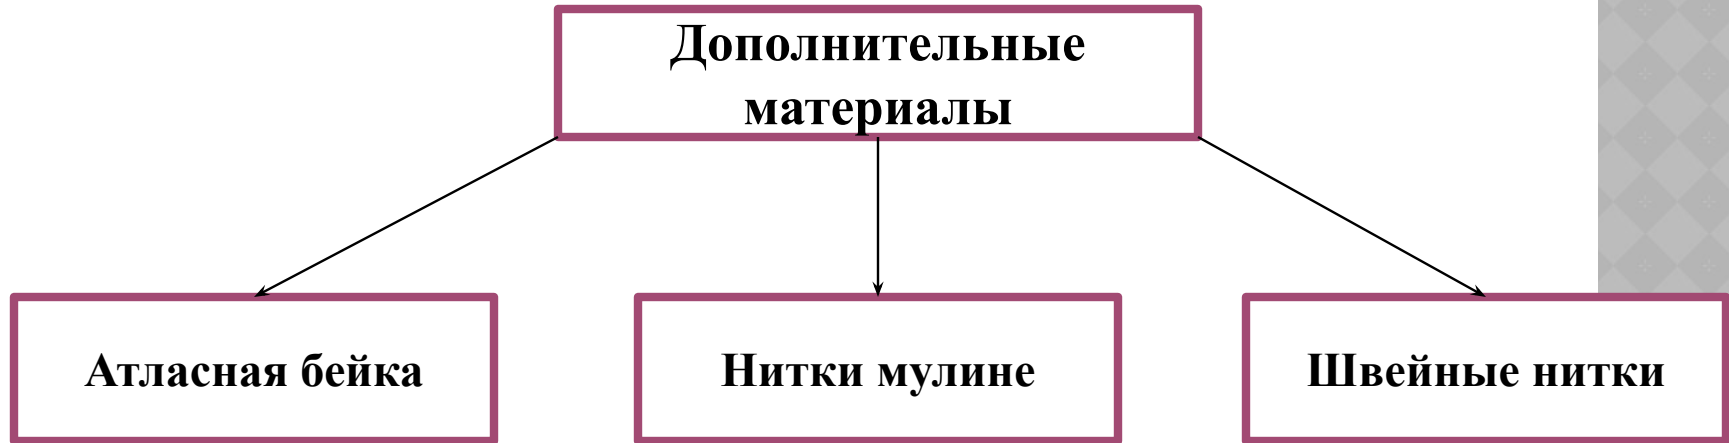 Дополнительные
материалы
Атласная бейка
Нитки мулине
Швейные нитки